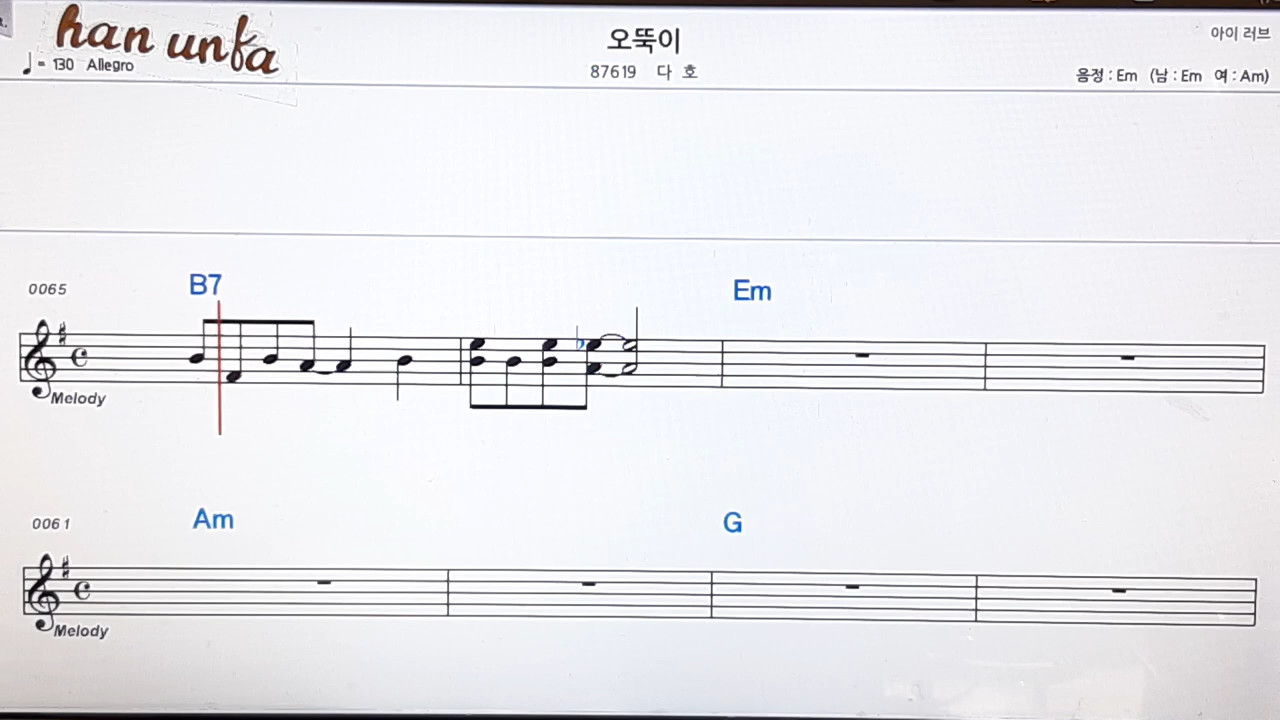 han unfa
♩= 130 Allegro
오뚝이
87619 다 호
아이 러브
음정 : Em (남 : Em 여 : Am)
0065
B7
Em
Melody
0061
Am
G
Melody